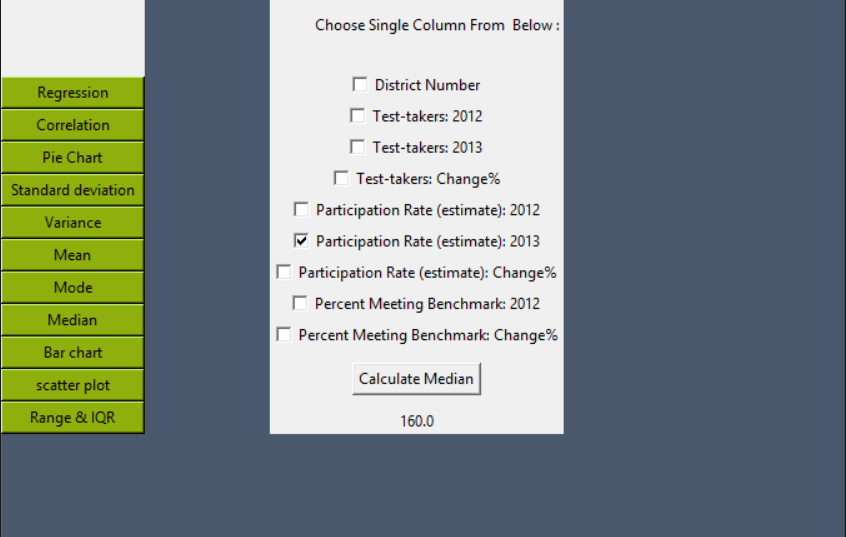 Regression
Correlation
Pie Chart
Standard deviation
Variance
Mean
Mode
Median
Bar chart
scatter plot
Range & IQR
Choose Single Column From  Below :
District Number
Test-takers: 2012
Test-takers: 2013
Test-takers: Change%
Participation Rate (estimate): 2012
Participation Rate (estimate): 2013
Participation Rate (estimate): Change%
Percent Meeting Benchmark: 2012
Percent Meeting Benchmark: Change%
Calculate Median
160.0